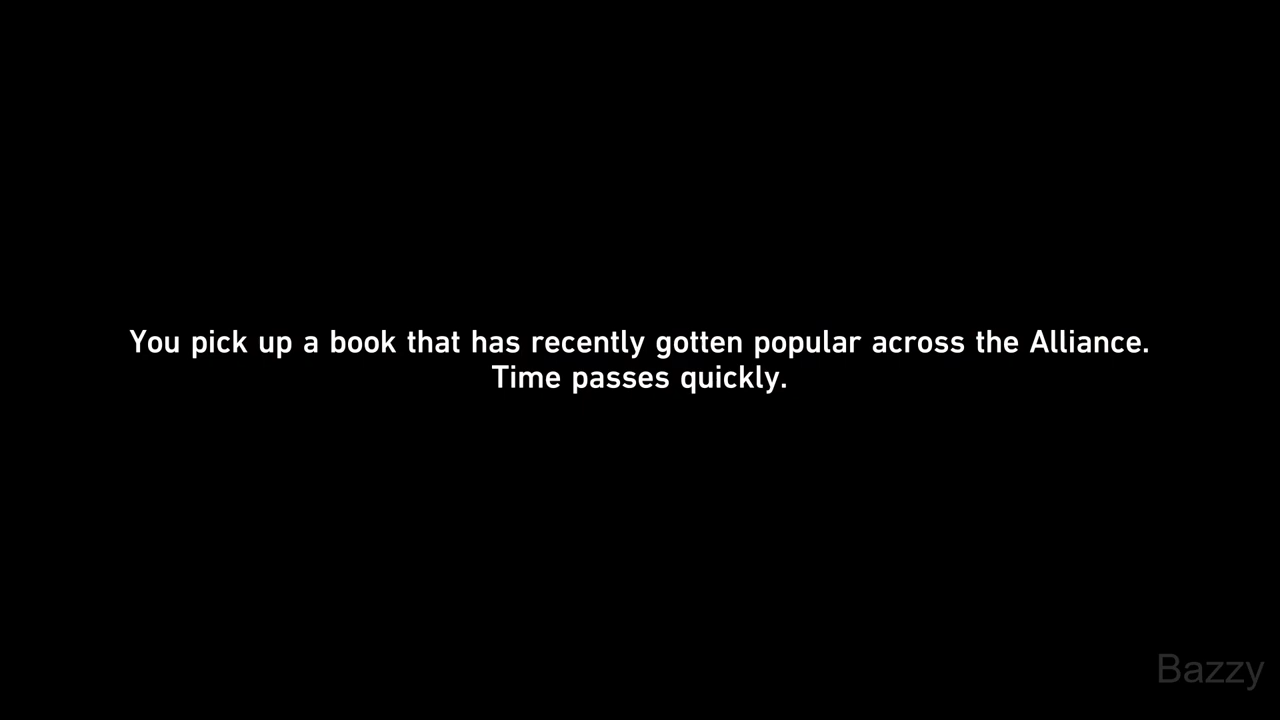 You pick up a book that has recently gotten popular across the Alliance.
Time passes quickly.
Bazzy